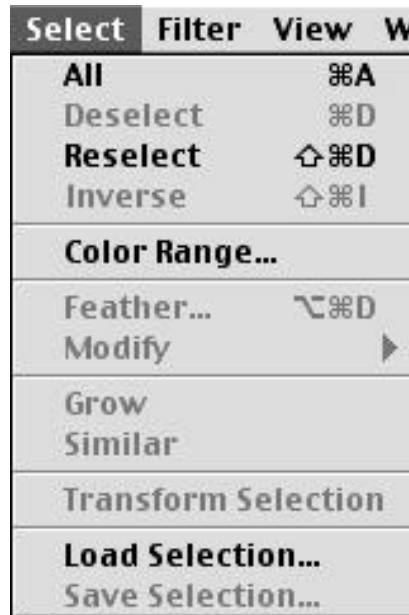 Select Filter View W
All ⌘A
Deselect ⌘D
Reselect ⇧⌘D
Inverse ⇧⌘I
Color Range...
Feather... ⌥⌘D
Modify
Grow
Similar
Transform Selection
Load Selection...
Save Selection...